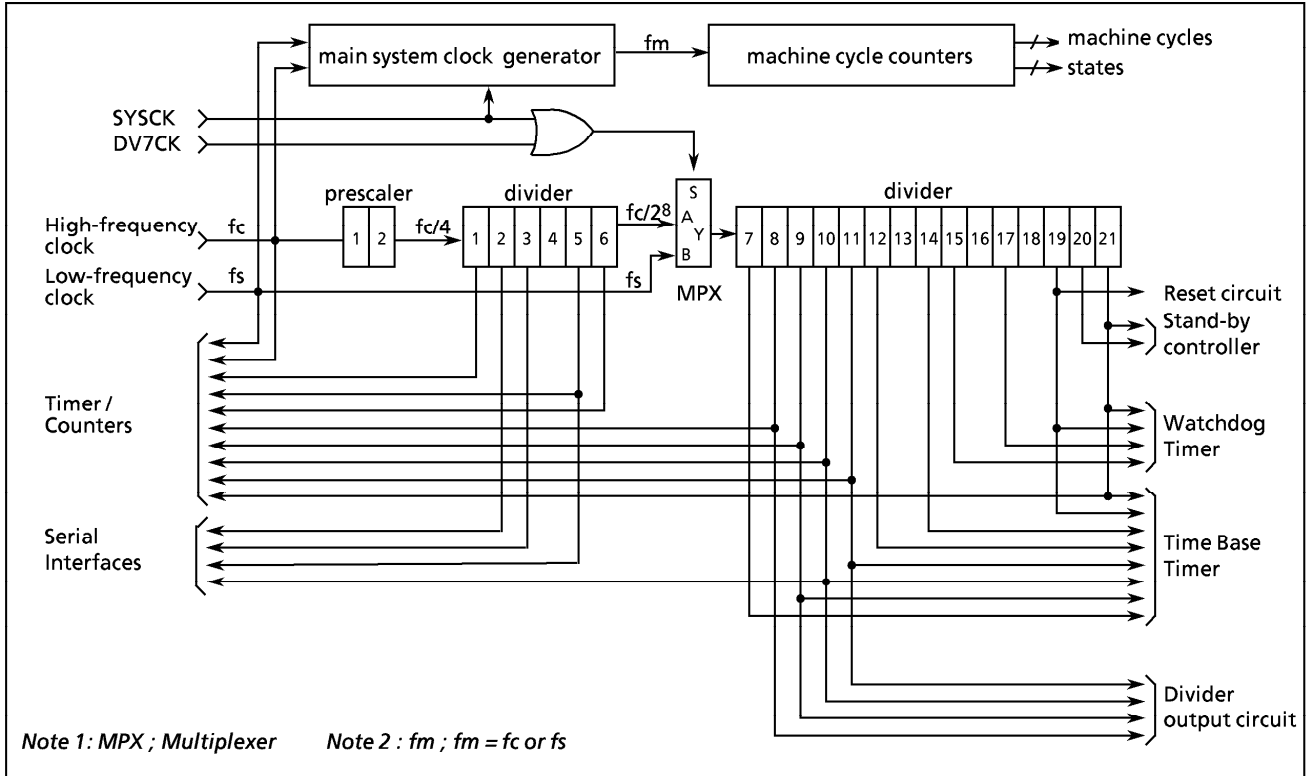 main system clock generator
fm
machine cycle counters
machine cycles
states
SYSCK
DV7CK
prescaler
divider
divider
High-frequency
clock
fc
1 2
fc/4
1 2 3 4 5 6
fc/2⁸
S
A
Y
B
MPX
7 8 9 10 11 12 13 14 15 16 17 18 19 20 21
Low-frequency
clock
fs
fs
Reset circuit
Stand-by
controller
Timer /
Counters
Watchdog
Timer
Serial
Interfaces
Time Base
Timer
Divider
output circuit
Note 1: MPX ; Multiplexer
Note 2 : fm ; fm = fc or fs